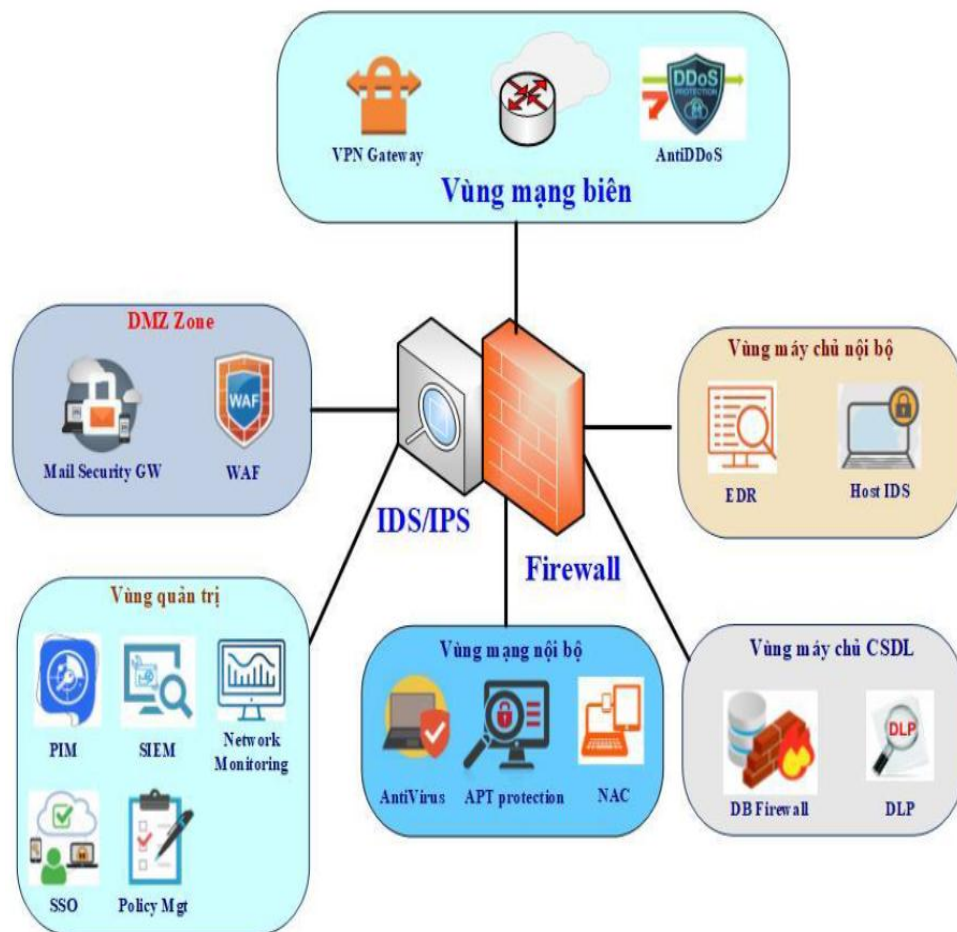 DDoS
PROTECTION
VPN Gateway
AntiDDoS
Vùng mạng biên
DMZ Zone
WAF
Mail Security GW
WAF
IDS/IPS
Firewall
Vùng máy chủ nội bộ
EDR
Host IDS
Vùng quản trị
PIM
SIEM
Network
Monitoring
SSO
Policy Mgt
Vùng mạng nội bộ
AntiVirus
APT protection
NAC
Vùng máy chủ CSDL
DLP
DB Firewall
DLP